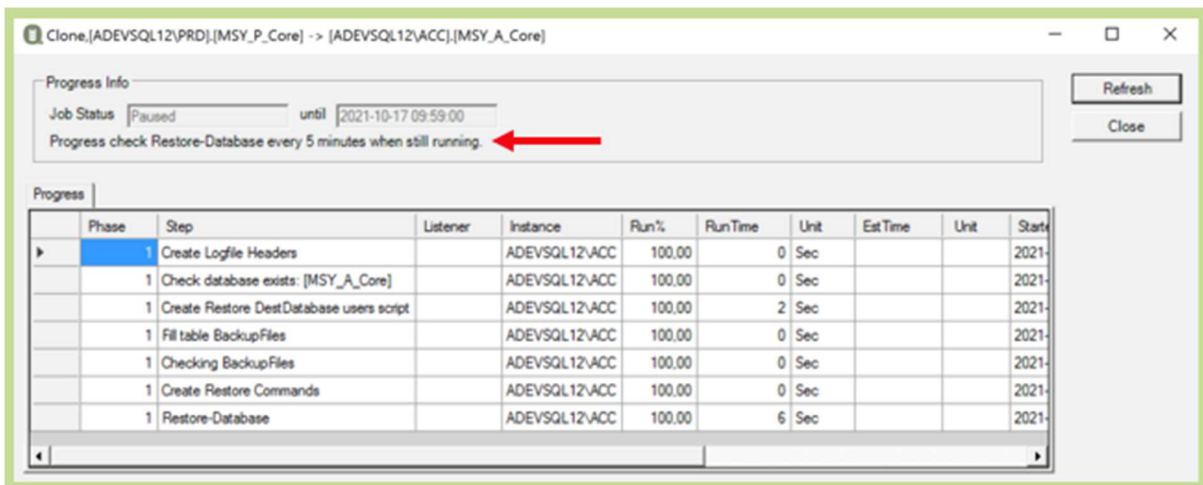 Clone,[ADEVSQL12\PRD].[MSY_P_Core] -> [ADEVSQL12\ACC].[MSY_A_Core]
Progress Info
Refresh
Job Status Paused until 2021-10-17 09:59:00
Close
Progress check Restore-Database every 5 minutes when still running.
Progress
Phase Step Listener Instance Run% RunTime Unit EstTime Unit Starte
1 Create Logfile Headers ADEVSQL12\ACC 100,00 0 Sec 2021-
1 Check database exists: [MSY_A_Core] ADEVSQL12\ACC 100,00 0 Sec 2021-
1 Create Restore DestDatabase users script ADEVSQL12\ACC 100,00 2 Sec 2021-
1 Fill table BackupFiles ADEVSQL12\ACC 100,00 0 Sec 2021-
1 Checking BackupFiles ADEVSQL12\ACC 100,00 0 Sec 2021-
1 Create Restore Commands ADEVSQL12\ACC 100,00 0 Sec 2021-
1 Restore-Database ADEVSQL12\ACC 100,00 6 Sec 2021-